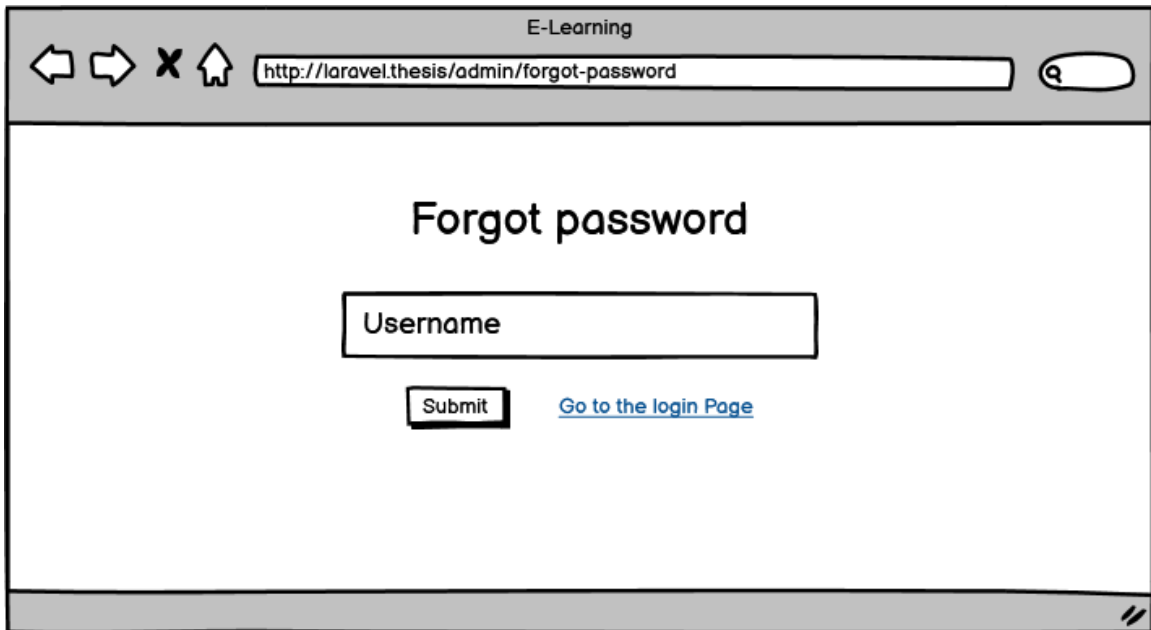 E-Learning
http://laravel.thesis/admin/forgot-password
Forgot password
Username
Submit
Go to the login Page